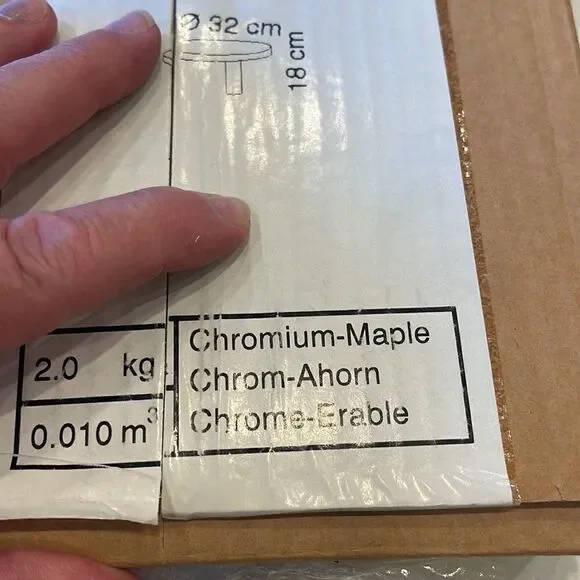 Ø 32 cm
18 cm
2.0 kg
0.010 m³
Chromium-Maple
Chrom-Ahorn
Chrome-Erable